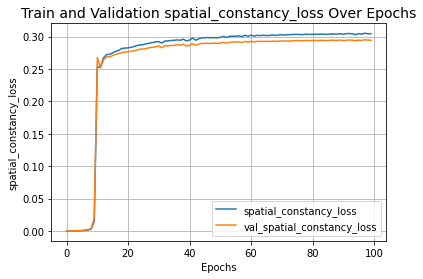 Train and Validation spatial_constancy_loss Over Epochs
spatial_constancy_loss
0.30
0.25
0.20
0.15
0.10
0.05
0.00
spatial_constancy_loss
val_spatial_constancy_loss
0 20 40 60 80 100
Epochs